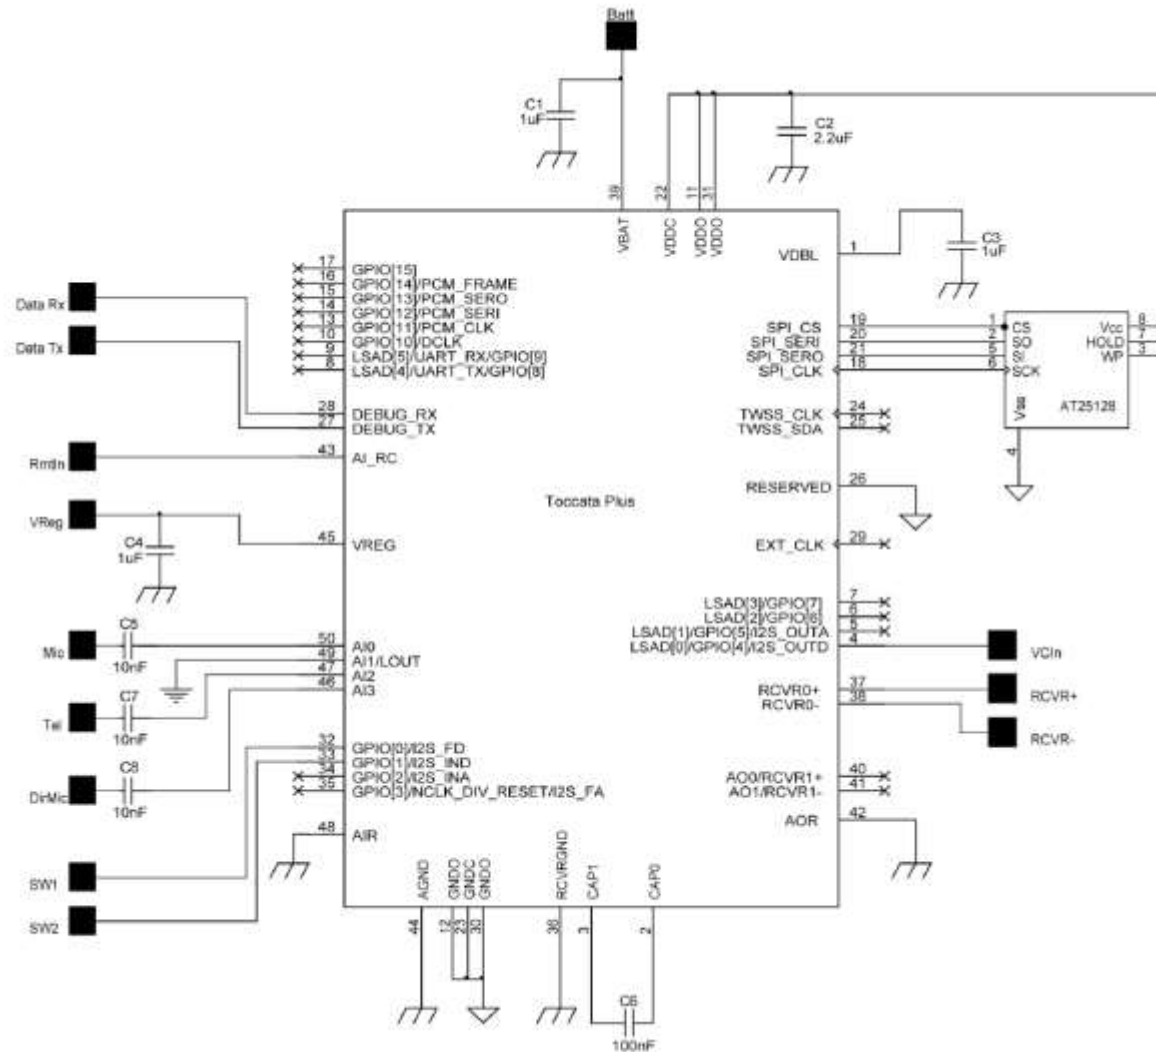 Batt
C1
1uF
C2
2.2uF
39
22
11
31
VBAT
VDDC
VDDO
VDDO
VDBL
1
C3
1uF
17
GPIO[15]
16
GPIO[14]/PCM_FRAME
15
GPIO[13]/PCM_SERO
14
GPIO[12]/PCM_SERI
13
GPIO[11]/PCM_CLK
10
GPIO[10]/DCLK
9
LSAD[5]/UART_RX/GPIO[9]
8
LSAD[4]/UART_TX/GPIO[8]
Data Rx
Data Tx
28
DEBUG_RX
27
DEBUG_TX
RmtIn
43
AI_RC
VReg
C4
1uF
45
VREG
Toccata Plus
SPI_CS
19
1
CS
SPI_SERI
20
2
SO
SPI_SERO
21
5
SI
SPI_CLK
18
6
SCK
Vcc
8
HOLD
7
WP
3
Vss
AT25128
4
TWSS_CLK
24
TWSS_SDA
25
RESERVED
26
EXT_CLK
29
LSAD[3]/GPIO[7]
7
LSAD[2]/GPIO[6]
6
LSAD[1]/GPIO[5]/I2S_OUTA
5
LSAD[0]/GPIO[4]/I2S_OUTD
4
VCIn
RCVR0+
37
RCVR+
RCVR0-
38
RCVR-
AO0/RCVR1+
40
AO1/RCVR1-
41
AOR
42
Mic
C5
10nF
50
AI0
49
AI1/LOUT
47
AI2
46
AI3
Tel
C7
10nF
DirMic
C8
10nF
32
GPIO[0]/I2S_FD
33
GPIO[1]/I2S_IND
34
GPIO[2]/I2S_INA
35
GPIO[3]/NCLK_DIV_RESET/I2S_FA
48
AIR
SW1
SW2
AGND
GNDO
GNDC
GNDO
RCVRGND
CAP1
CAP0
44
12
23
30
36
3
2
C6
100nF